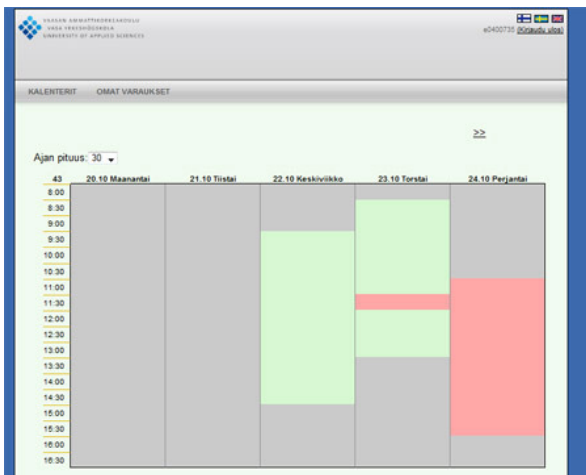 VAASAN AMMATTIKORKEAKOULU
VASA YRKESHÖGSKOLA
UNIVERSITY OF APPLIED SCIENCES
e0400735 (Kirjaudu ulos)
KALENTERIT OMAT VARAUKSET
>>
Ajan pituus: 30
43 20.10 Maanantai 21.10 Tiistai 22.10 Keskiviikko 23.10 Torstai 24.10 Perjantai
8:00
8:30
9:00
9:30
10:00
10:30
11:00
11:30
12:00
12:30
13:00
13:30
14:00
14:30
15:00
15:30
16:00
16:30